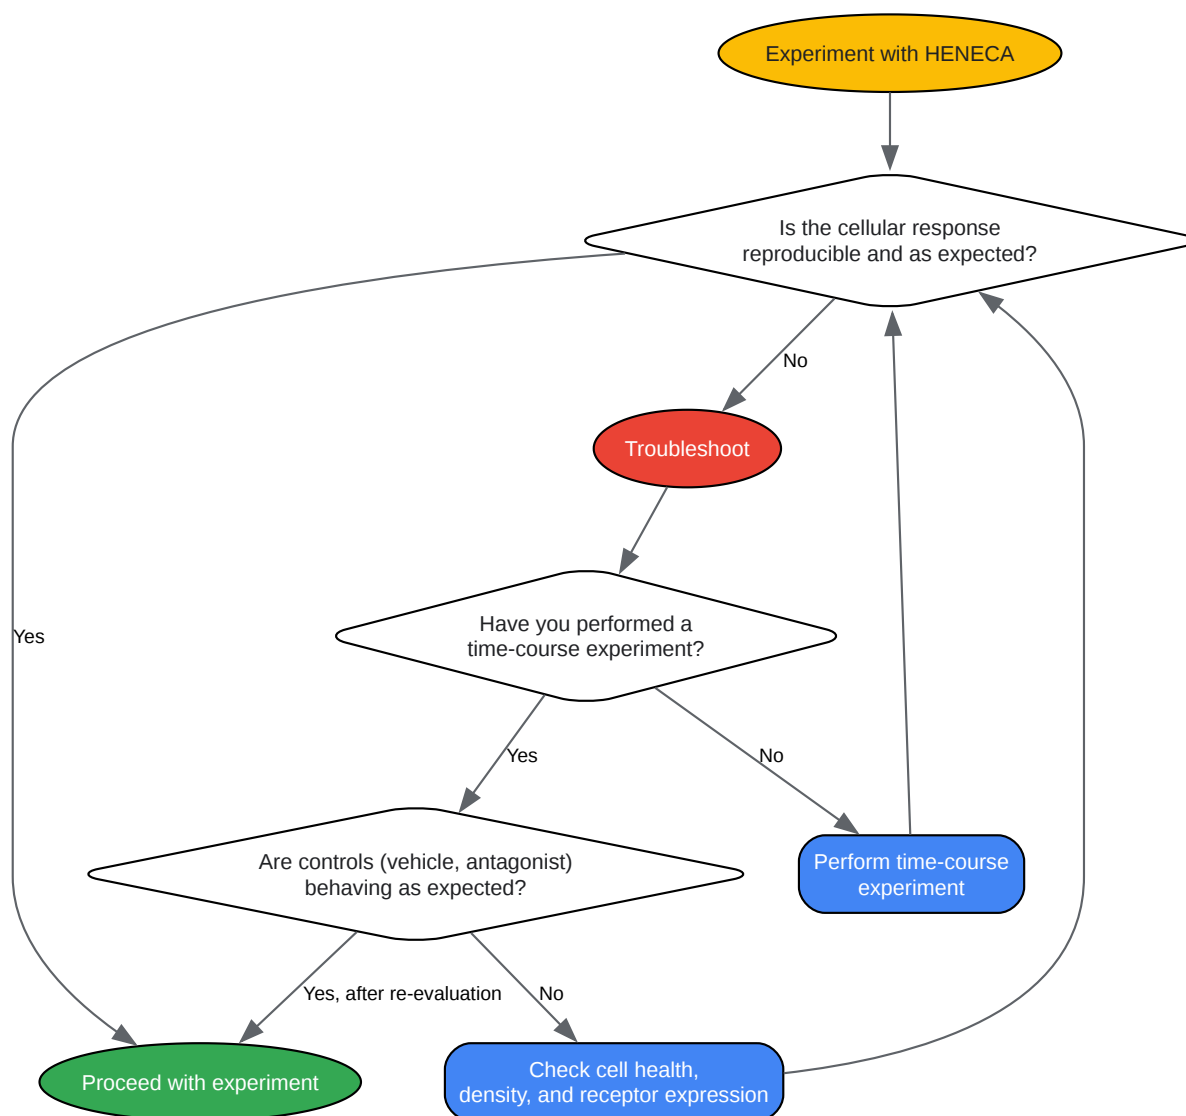 Experiment with HENECA
Is the cellular response
reproducible and as expected?
No
Troubleshoot
Have you performed a
time-course experiment?
Yes
Yes
No
Are controls (vehicle, antagonist)
behaving as expected?
Perform time-course
experiment
Yes, after re-evaluation
No
Proceed with experiment
Check cell health,
density, and receptor expression